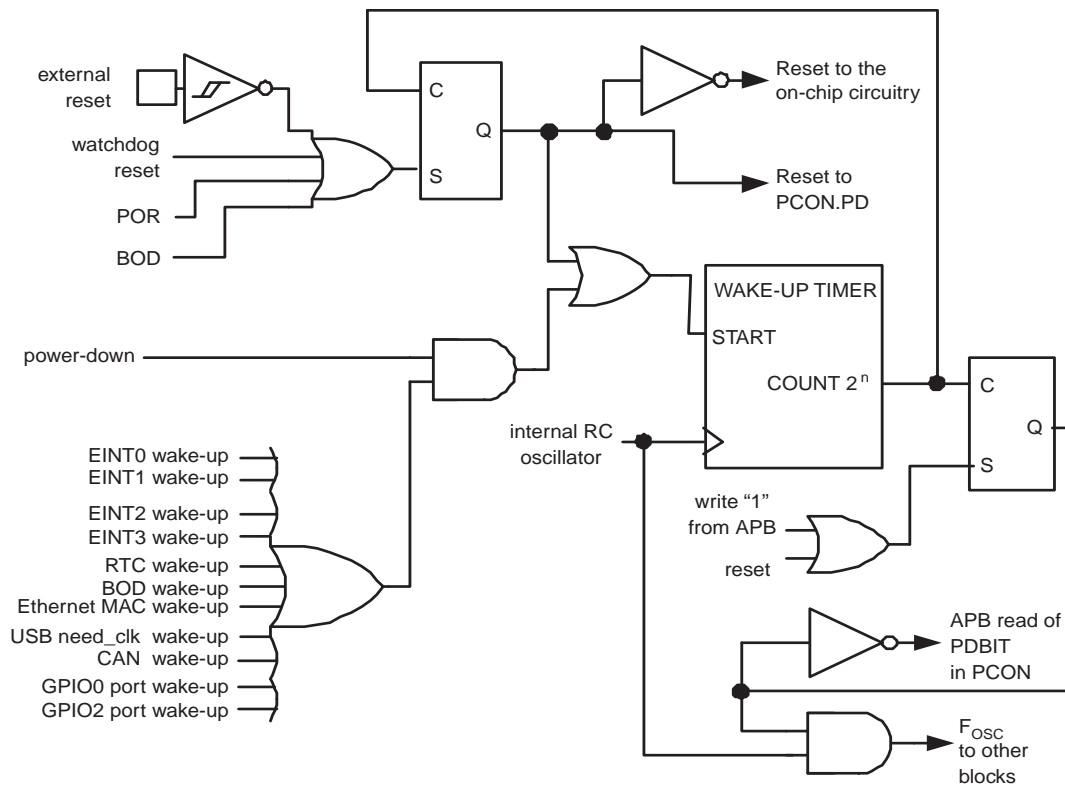 external
reset
watchdog
reset
POR
BOD
C
Q
S
Reset to the
on-chip circuitry
Reset to
PCON.PD
power-down
WAKE-UP TIMER
START
COUNT 2ⁿ
internal RC
oscillator
C
Q
S
EINT0 wake-up
EINT1 wake-up
EINT2 wake-up
EINT3 wake-up
RTC wake-up
BOD wake-up
Ethernet MAC wake-up
USB need_clk wake-up
CAN wake-up
GPIO0 port wake-up
GPIO2 port wake-up
write “1”
from APB
reset
APB read of
PDBIT
in PCON
FOSC
to other
blocks